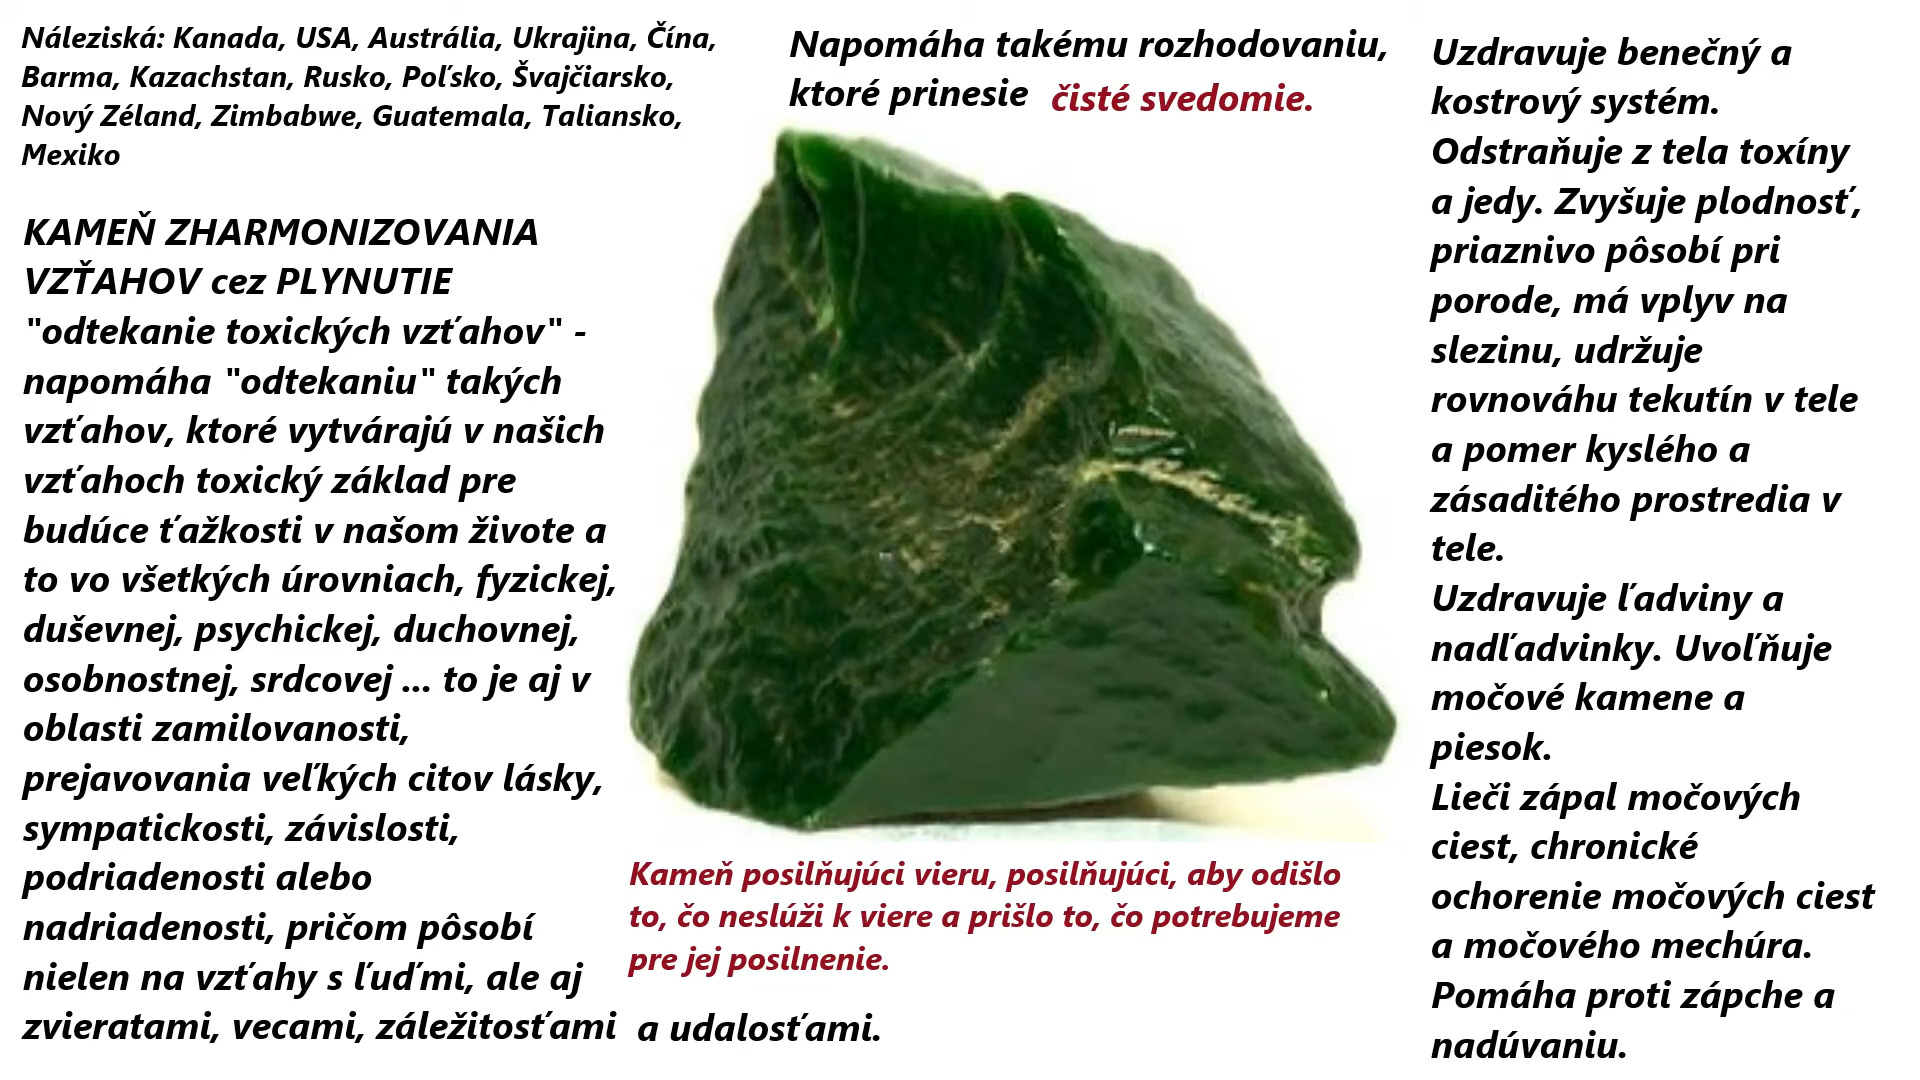 Náleziská: Kanada, USA, Austrália, Ukrajina, Čína,
Barma, Kazachstan, Rusko, Poľsko, Švajčiarsko,
Nový Zéland, Zimbabwe, Guatemala, Taliansko,
Mexiko
KAMEŇ ZHARMONIZOVANIA
VZŤAHOV cez PLYNUTIE
"odtekanie toxických vzťahov" -
napomáha "odtekaniu" takých
vzťahov, ktoré vytvárajú v našich
vzťahoch toxický základ pre
budúce ťažkosti v našom živote a
to vo všetkých úrovniach, fyzickej,
duševnej, psychickej, duchovnej,
osobnostnej, srdcovej ... to je aj v
oblasti zamilovanosti,
prejavovania veľkých citov lásky,
sympatickosti, závislosti,
podriadenosti alebo
nadriadenosti, pričom pôsobí
nielen na vzťahy s ľuďmi, ale aj
zvieratami, vecami, záležitosťami a udalosťami.
Napomáha takému rozhodovaniu,
ktoré prinesie čisté svedomie.
Kameň posilňujúci vieru, posilňujúci, aby odišlo
to, čo neslúži k viere a prišlo to, čo potrebujeme
pre jej posilnenie.
Uzdravuje benečný a
kostrový systém.
Odstraňuje z tela toxíny
a jedy. Zvyšuje plodnosť,
priaznivo pôsobí pri
porode, má vplyv na
slezinu, udržuje
rovnováhu tekutín v tele
a pomer kyslého a
zásaditého prostredia v
tele.
Uzdravuje ľadviny a
nadľadvinky. Uvoľňuje
močové kamene a
piesok.
Lieči zápal močových
ciest, chronické
ochorenie močových ciest
a močového mechúra.
Pomáha proti zápche a
nadúvaniu.